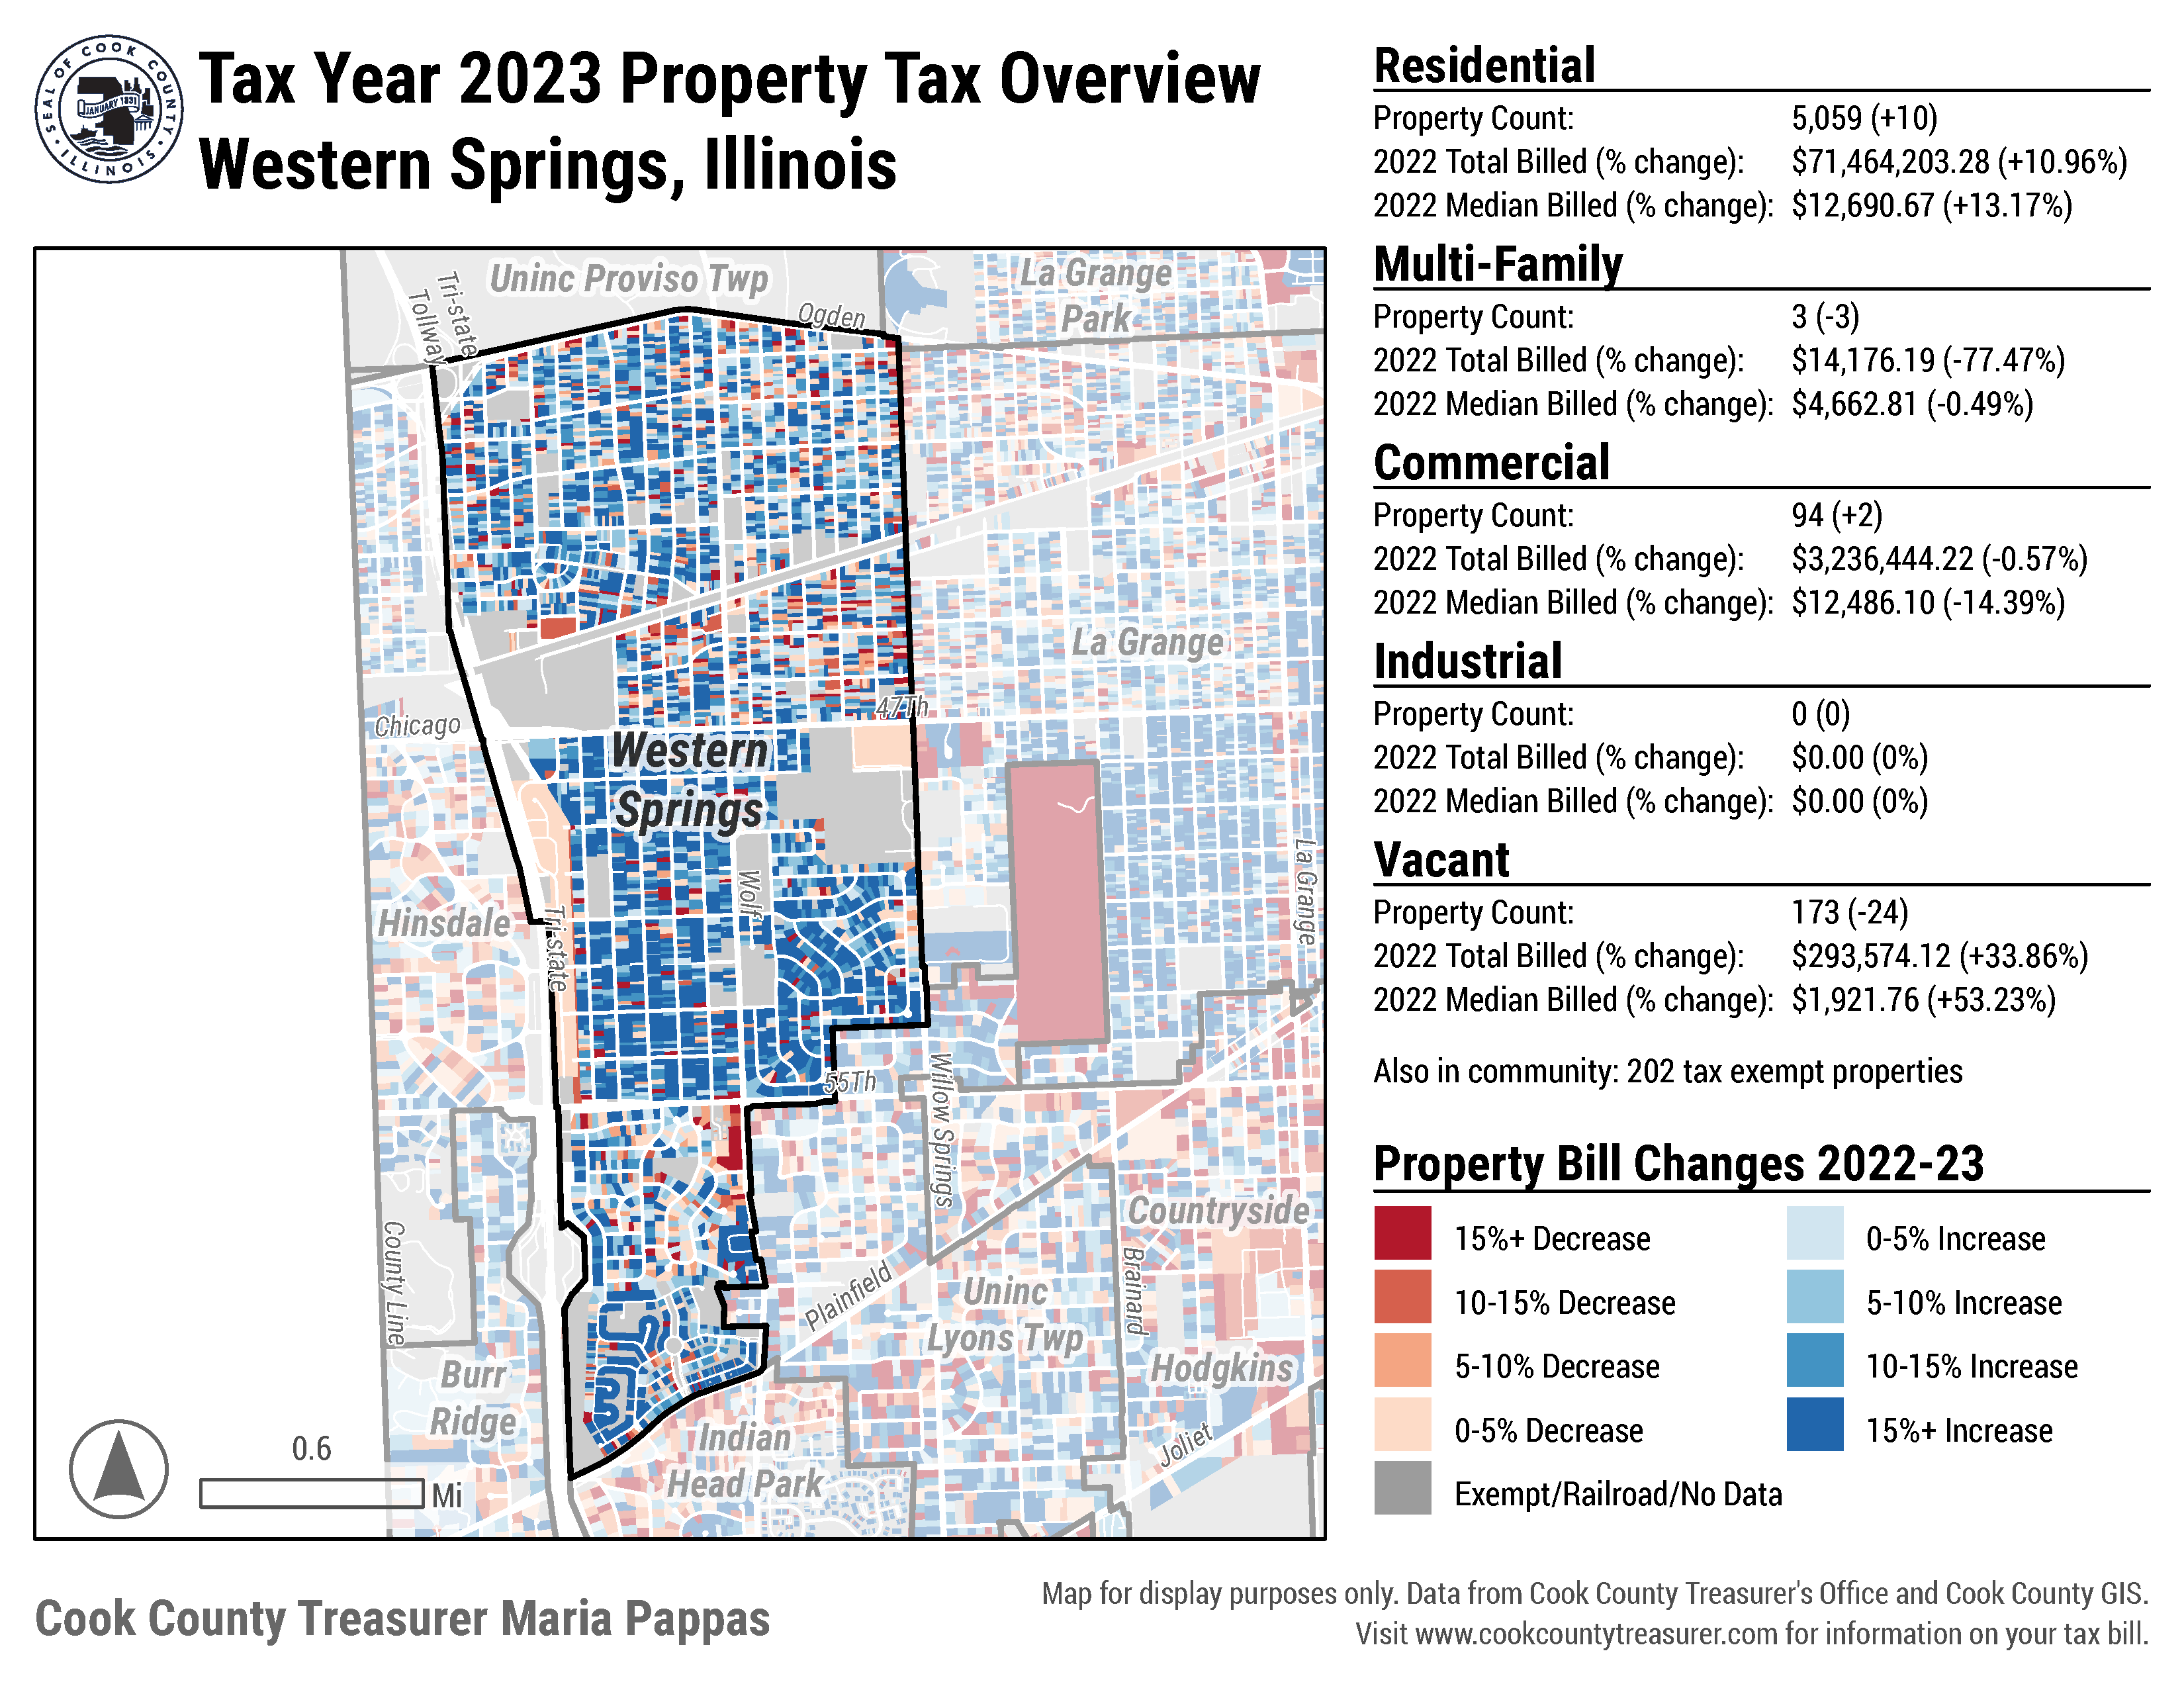 SEAL OF COOK COUNTY
JANUARY 1831
• ILLINOIS •
Tax Year 2023 Property Tax Overview
Western Springs, Illinois
Uninc Proviso Twp
La Grange
Park
Tri-state
Tollway
Ogden
La Grange
47Th
Chicago
Western
Springs
La Grange
Wolf
Hinsdale
Tri-state
55Th
Willow Springs
County Line
Countryside
Brainard
Plainfield
Uninc
Lyons Twp
Hodgkins
Burr
Ridge
Indian
Head Park
Joliet
0.6
Mi
Residential
Property Count: 5,059 (+10)
2022 Total Billed (% change): $71,464,203.28 (+10.96%)
2022 Median Billed (% change): $12,690.67 (+13.17%)
Multi-Family
Property Count: 3 (-3)
2022 Total Billed (% change): $14,176.19 (-77.47%)
2022 Median Billed (% change): $4,662.81 (-0.49%)
Commercial
Property Count: 94 (+2)
2022 Total Billed (% change): $3,236,444.22 (-0.57%)
2022 Median Billed (% change): $12,486.10 (-14.39%)
Industrial
Property Count: 0 (0)
2022 Total Billed (% change): $0.00 (0%)
2022 Median Billed (% change): $0.00 (0%)
Vacant
Property Count: 173 (-24)
2022 Total Billed (% change): $293,574.12 (+33.86%)
2022 Median Billed (% change): $1,921.76 (+53.23%)
Also in community: 202 tax exempt properties
Property Bill Changes 2022-23
15%+ Decrease
0-5% Increase
10-15% Decrease
5-10% Increase
5-10% Decrease
10-15% Increase
0-5% Decrease
15%+ Increase
Exempt/Railroad/No Data
Cook County Treasurer Maria Pappas
Map for display purposes only. Data from Cook County Treasurer's Office and Cook County GIS.
Visit www.cookcountytreasurer.com for information on your tax bill.